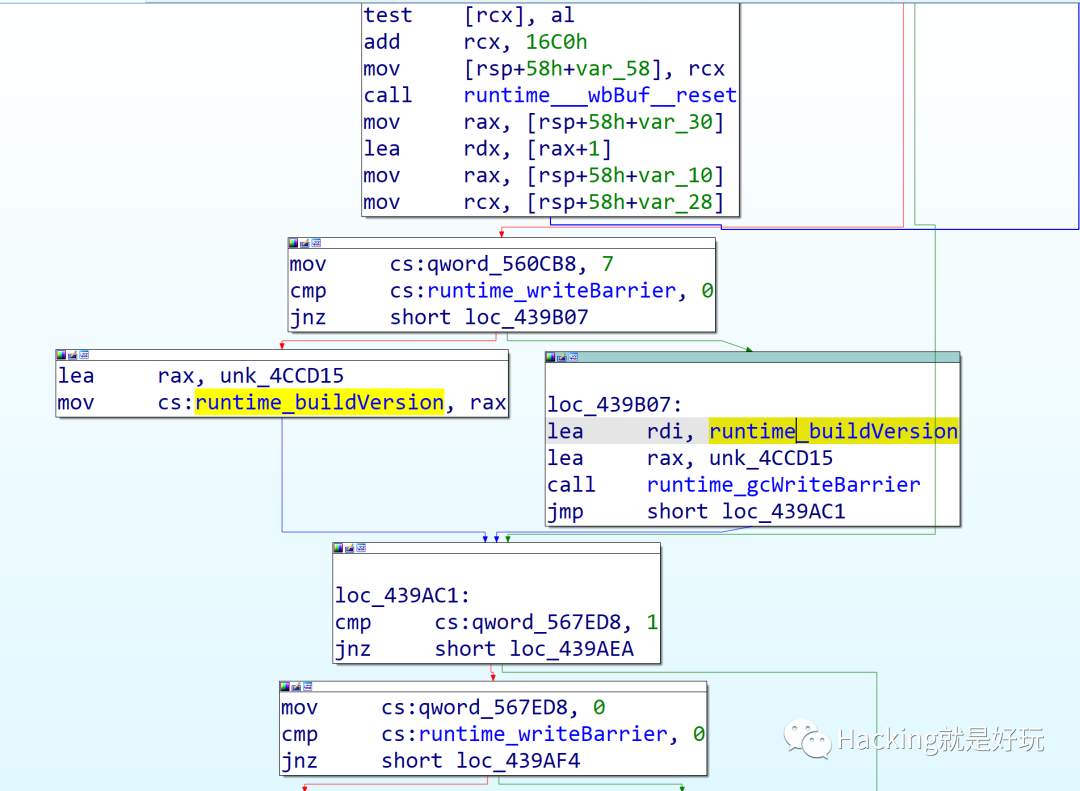 test [rcx], al
add rcx, 16C0h
mov [rsp+58h+var_58], rcx
call runtime___wbBuf__reset
mov rax, [rsp+58h+var_30]
lea rdx, [rax+1]
mov rax, [rsp+58h+var_10]
mov rcx, [rsp+58h+var_28]
mov cs:qword_560CB8, 7
cmp cs:runtime_writeBarrier, 0
jnz short loc_439B07
lea rax, unk_4CCD15
mov cs:runtime_buildVersion, rax
loc_439B07:
lea rdi, runtime_buildVersion
lea rax, unk_4CCD15
call runtime_gcWriteBarrier
jmp short loc_439AC1
loc_439AC1:
cmp cs:qword_567ED8, 1
jnz short loc_439AEA
mov cs:qword_567ED8, 0
cmp cs:runtime_writeBarrier, 0
jnz short loc_439AF4
Hacking就是好玩